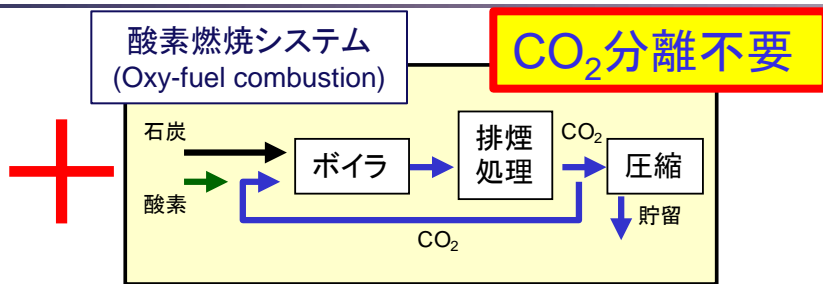 酸素燃焼システム
(Oxy-fuel combustion)
CO₂分離不要
石炭
酸素
ボイラ
排煙
処理
CO₂
圧縮
貯留
CO₂